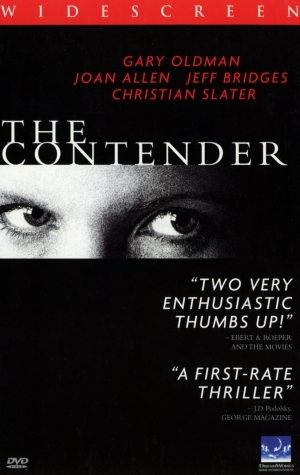 WIDESCREEN
GARY OLDMAN
JOAN ALLEN JEFF BRIDGES
CHRISTIAN SLATER
THE
CONTENDER
“TWO VERY
ENTHUSIASTIC
THUMBS UP!”
– EBERT & ROEPER
AND THE MOVIES
“A FIRST-RATE
THRILLER”
– J.D. Podolsky,
GEORGE MAGAZINE
DVD
DREAMWORKS